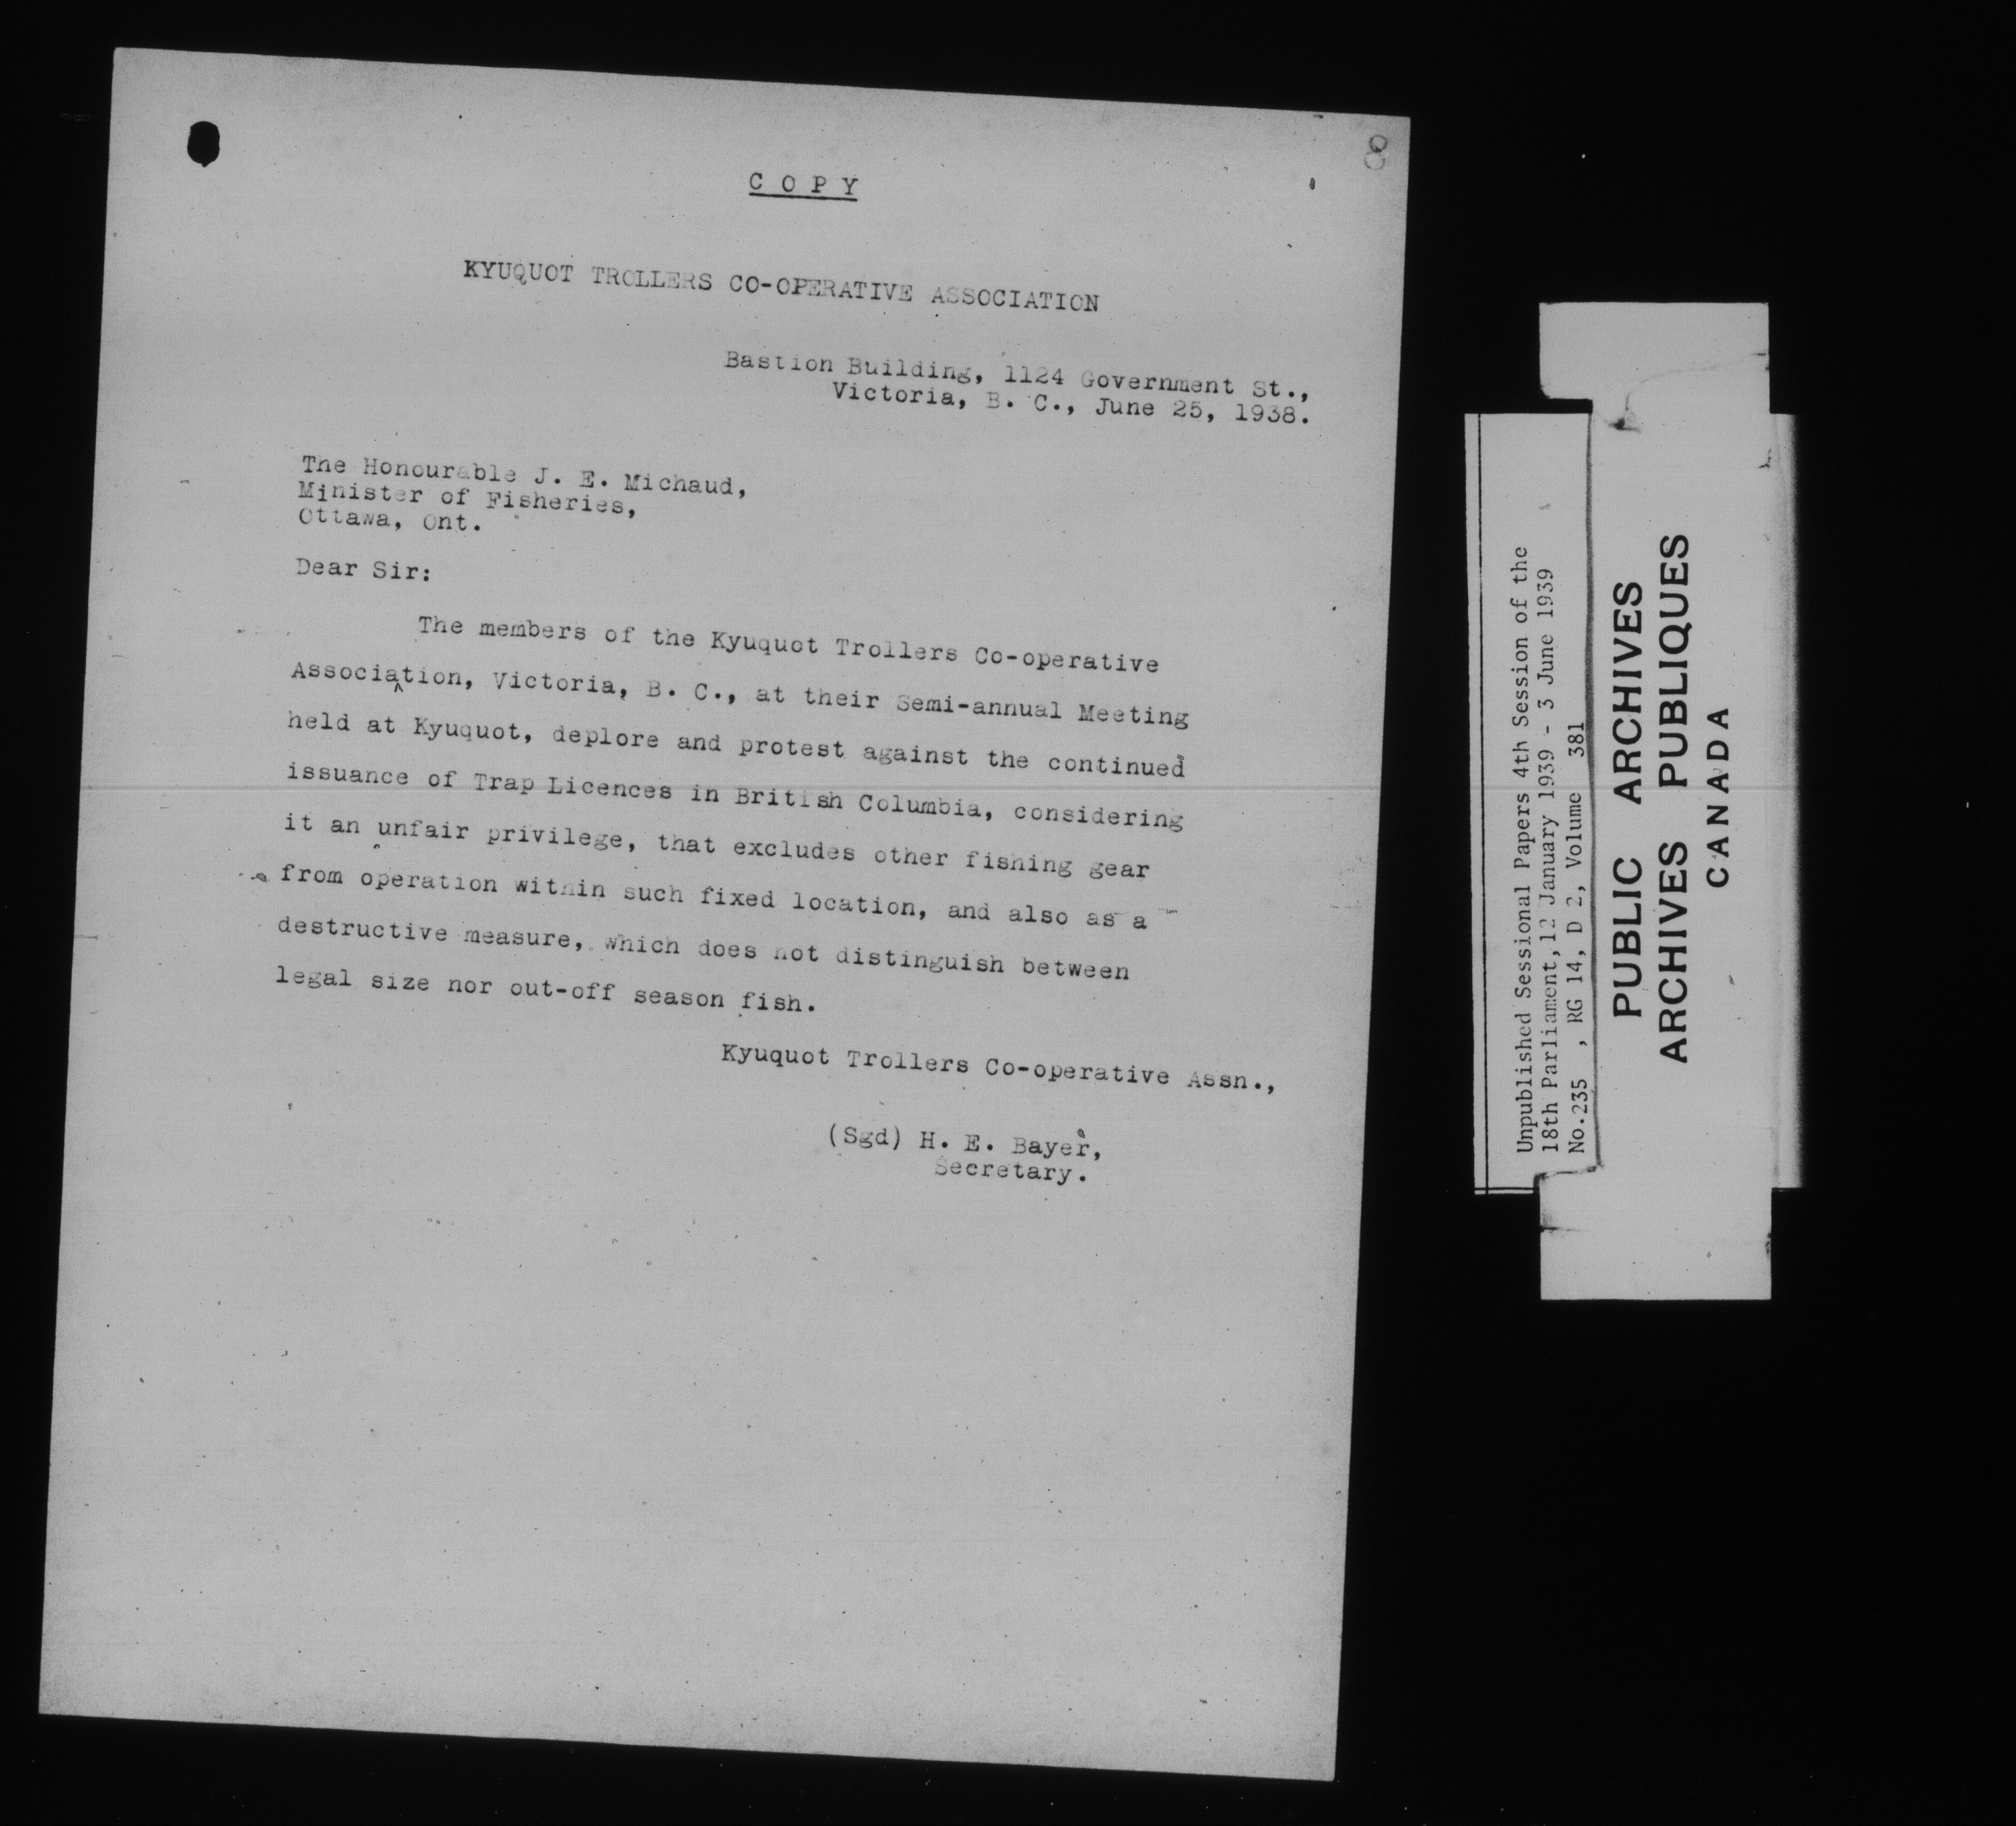 8
C O P Y
KYUQUOT TROLLERS CO-OPERATIVE ASSOCIATION
Bastion Building, 1124 Government St.,
Victoria, B. C., June 25, 1938.
The Honourable J. E. Michaud,
Minister of Fisheries,
Ottawa, Ont.
Dear Sir:
The members of the Kyuquot Trollers Co-operative
Association, Victoria, B. C., at their Semi-annual Meeting
held at Kyuquot, deplore and protest against the continued
issuance of Trap Licences in British Columbia, considering
it an unfair privilege, that excludes other fishing gear
from operation within such fixed location, and also as a
destructive measure, which does not distinguish between
legal size nor out-off season fish.
Kyuquot Trollers Co-operative Assn.,
(Sgd) H. E. Bayer,
Secretary.
Unpublished Sessional Papers 4th Session of the
18th Parliament, 12 January 1939 - 3 June 1939
No.235 , RG 14, D 2, Volume 381
PUBLIC ARCHIVES
ARCHIVES PUBLIQUES
CANADA